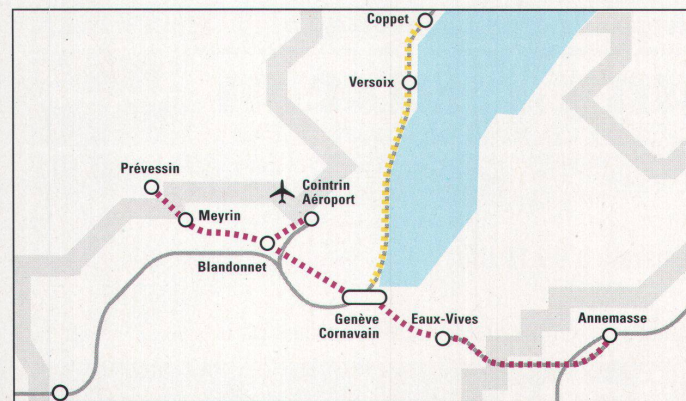 Coppet
Versoix
Prévessin
Cointrin
Aéroport
Meyrin
Blandonnet
Genève
Cornavain
Eaux-Vives
Annemasse